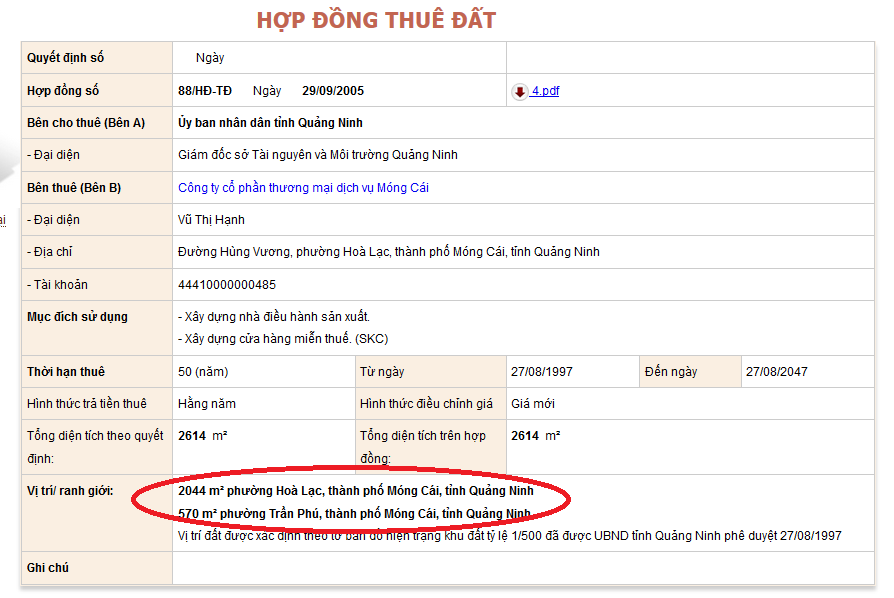 HỢP ĐỒNG THUÊ ĐẤT
Quyết định số Ngày
Hợp đồng số 88/HĐ-TĐ Ngày 29/09/2005 4.pdf
Bên cho thuê (Bên A) Ủy ban nhân dân tỉnh Quảng Ninh
- Đại diện Giám đốc sở Tài nguyên và Môi trường Quảng Ninh
Bên thuê (Bên B) Công ty cổ phần thương mại dịch vụ Móng Cái
- Đại diện Vũ Thị Hạnh
- Địa chỉ Đường Hùng Vương, phường Hoà Lạc, thành phố Móng Cái, tỉnh Quảng Ninh
- Tài khoản 44410000000485
Mục đích sử dụng - Xây dựng nhà điều hành sản xuất.
- Xây dựng cửa hàng miễn thuế. (SKC)
Thời hạn thuê 50 (năm) Từ ngày 27/08/1997 Đến ngày 27/08/2047
Hình thức trả tiền thuê Hằng năm Hình thức điều chỉnh giá Giá mới
Tổng diện tích theo quyết định: 2614 m² Tổng diện tích trên hợp đồng: 2614 m²
Vị trí/ ranh giới: 2044 m² phường Hoà Lạc, thành phố Móng Cái, tỉnh Quảng Ninh
570 m² phường Trần Phú, thành phố Móng Cái, tỉnh Quảng Ninh
Vị trí đất được xác định theo tờ bản đồ hiện trạng khu đất tỷ lệ 1/500 đã được UBND tỉnh Quảng Ninh phê duyệt 27/08/1997
Ghi chú